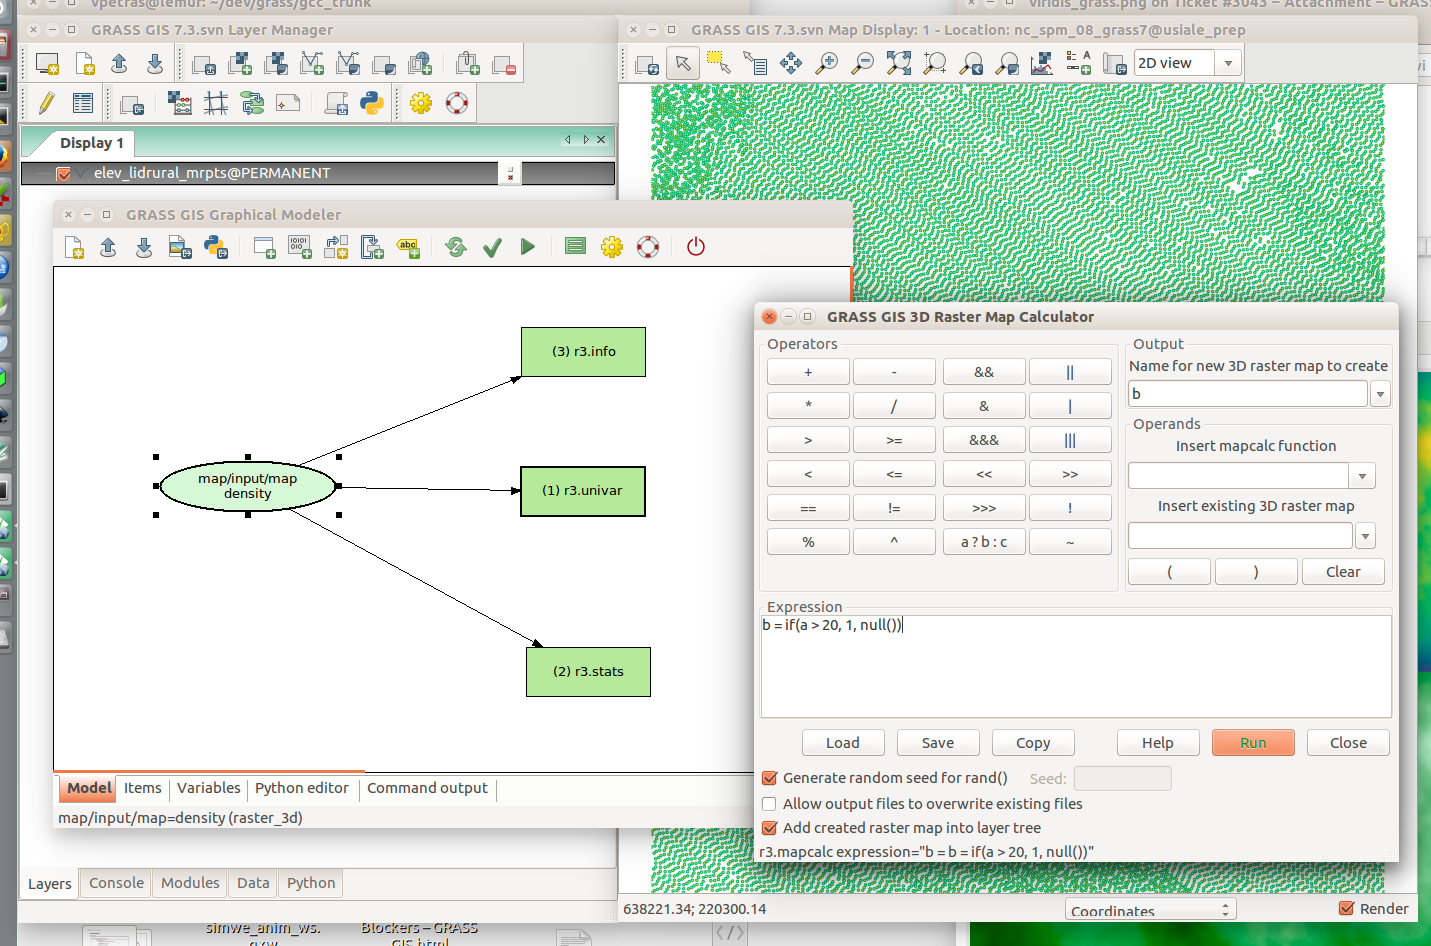 vpetras@lemur: ~/dev/grass/gcc_trunk
viridis_grass.png on Ticket #3043 – Attachment – GRAS
GRASS GIS 7.3.svn Layer Manager
GRASS GIS 7.3.svn Map Display: 1 - Location: nc_spm_08_grass7@usiale_prep
2D view
Display 1
elev_lidrural_mrpts@PERMANENT
GRASS GIS Graphical Modeler
abc
(3) r3.info
map/input/map
density
(1) r3.univar
(2) r3.stats
Model
Items
Variables
Python editor
Command output
map/input/map=density (raster_3d)
Layers
Console
Modules
Data
Python
GRASS GIS 3D Raster Map Calculator
Operators
+ - && ||
* / & |
> >= &&& |||
< <= << >>
== != >>> !
% ^ a ? b : c ~
Output
Name for new 3D raster map to create
b
Operands
Insert mapcalc function
Insert existing 3D raster map
( ) Clear
Expression
b = if(a > 20, 1, null())
Load Save Copy Help Run Close
Generate random seed for rand() Seed:
Allow output files to overwrite existing files
Add created raster map into layer tree
r3.mapcalc expression="b = b = if(a > 20, 1, null())"
638221.34; 220300.14
Coordinates
Render
simwe_anim_ws.
Blockers – GRASS
GIS.html